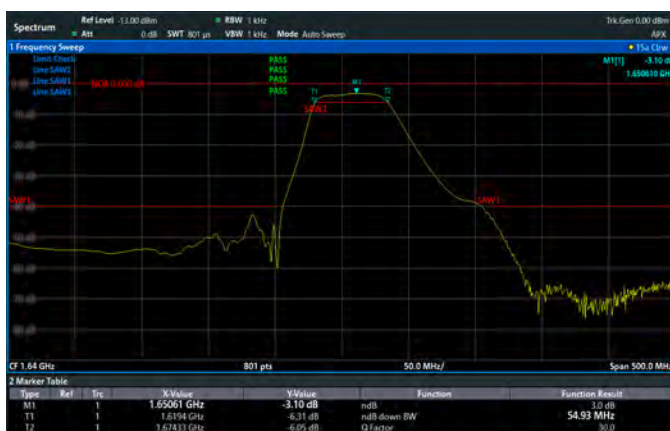 Spectrum Ref Level -13.00 dBm RBW 1 kHz Trk.Gen 0.00 dBm
Att 0 dB SWT 801 µs VBW 1 kHz Mode Auto Sweep APX
1 Frequency Sweep 1Sa Clrw
Limit Check PASS M1[1] -3.10 dB
Line SAW2 PASS 1.650610 GHz
Line SAW1 PASS
Line SAW3 PASS
T1 M1 T2
SAW2
SAW1 SAW3
CF 1.64 GHz 801 pts 50.0 MHz/ Span 500.0 MHz
2 Marker Table
Type Ref Trc X-Value Y-Value Function Function Result
M1 1 1.65061 GHz -3.10 dB ndB 3.0 dB
T1 1 1.6194 GHz -6.31 dB ndB down BW 54.93 MHz
T2 1 1.67433 GHz -6.05 dB Q Factor 30.0